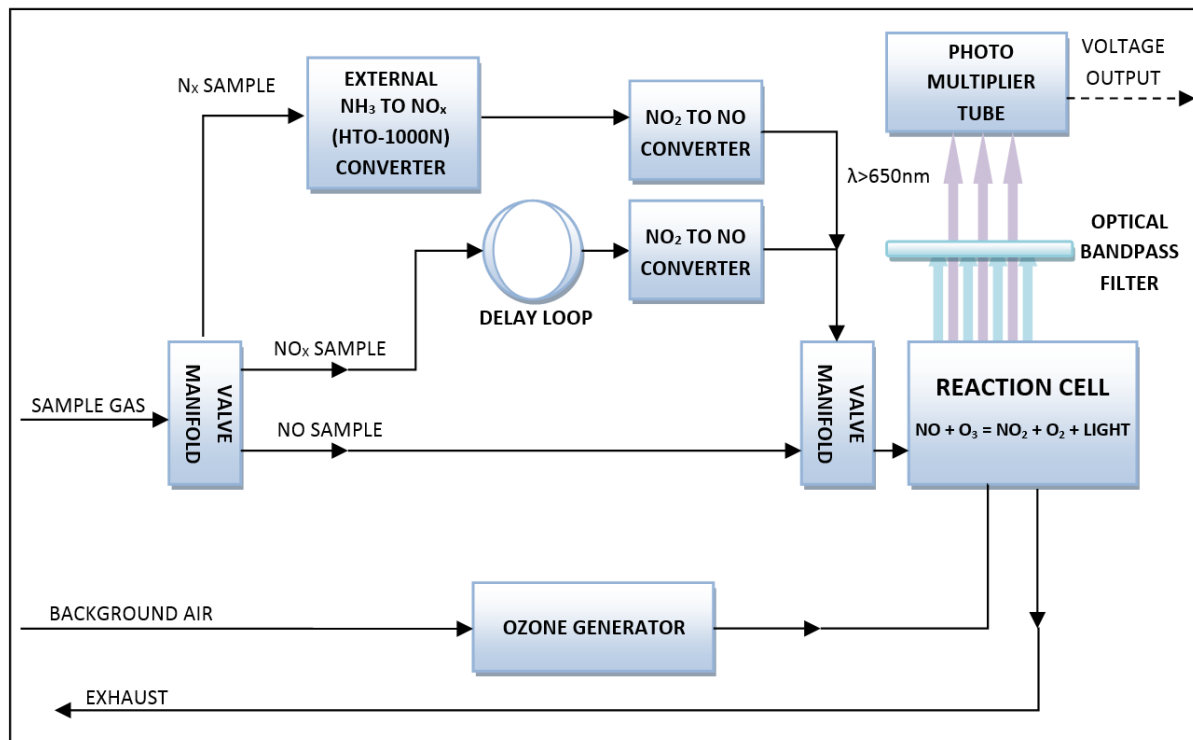 Nₓ SAMPLE
EXTERNAL
NH₃ TO NOₓ
(HTO-1000N)
CONVERTER
NO₂ TO NO
CONVERTER
PHOTO
MULTIPLIER
TUBE
VOLTAGE
OUTPUT
λ>650nm
DELAY LOOP
NO₂ TO NO
CONVERTER
OPTICAL
BANDPASS
FILTER
SAMPLE GAS
VALVE
MANIFOLD
NOₓ SAMPLE
NO SAMPLE
VALVE
MANIFOLD
REACTION CELL
NO + O₃ = NO₂ + O₂ + LIGHT
BACKGROUND AIR
OZONE GENERATOR
EXHAUST